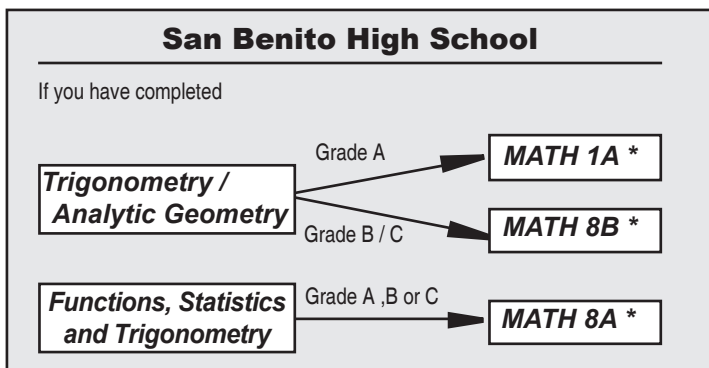 San Benito High School
If you have completed
Grade A
MATH 1A *
Trigonometry /
Analytic Geometry
Grade B / C
MATH 8B *
Functions, Statistics
and Trigonometry
Grade A ,B or C
MATH 8A *